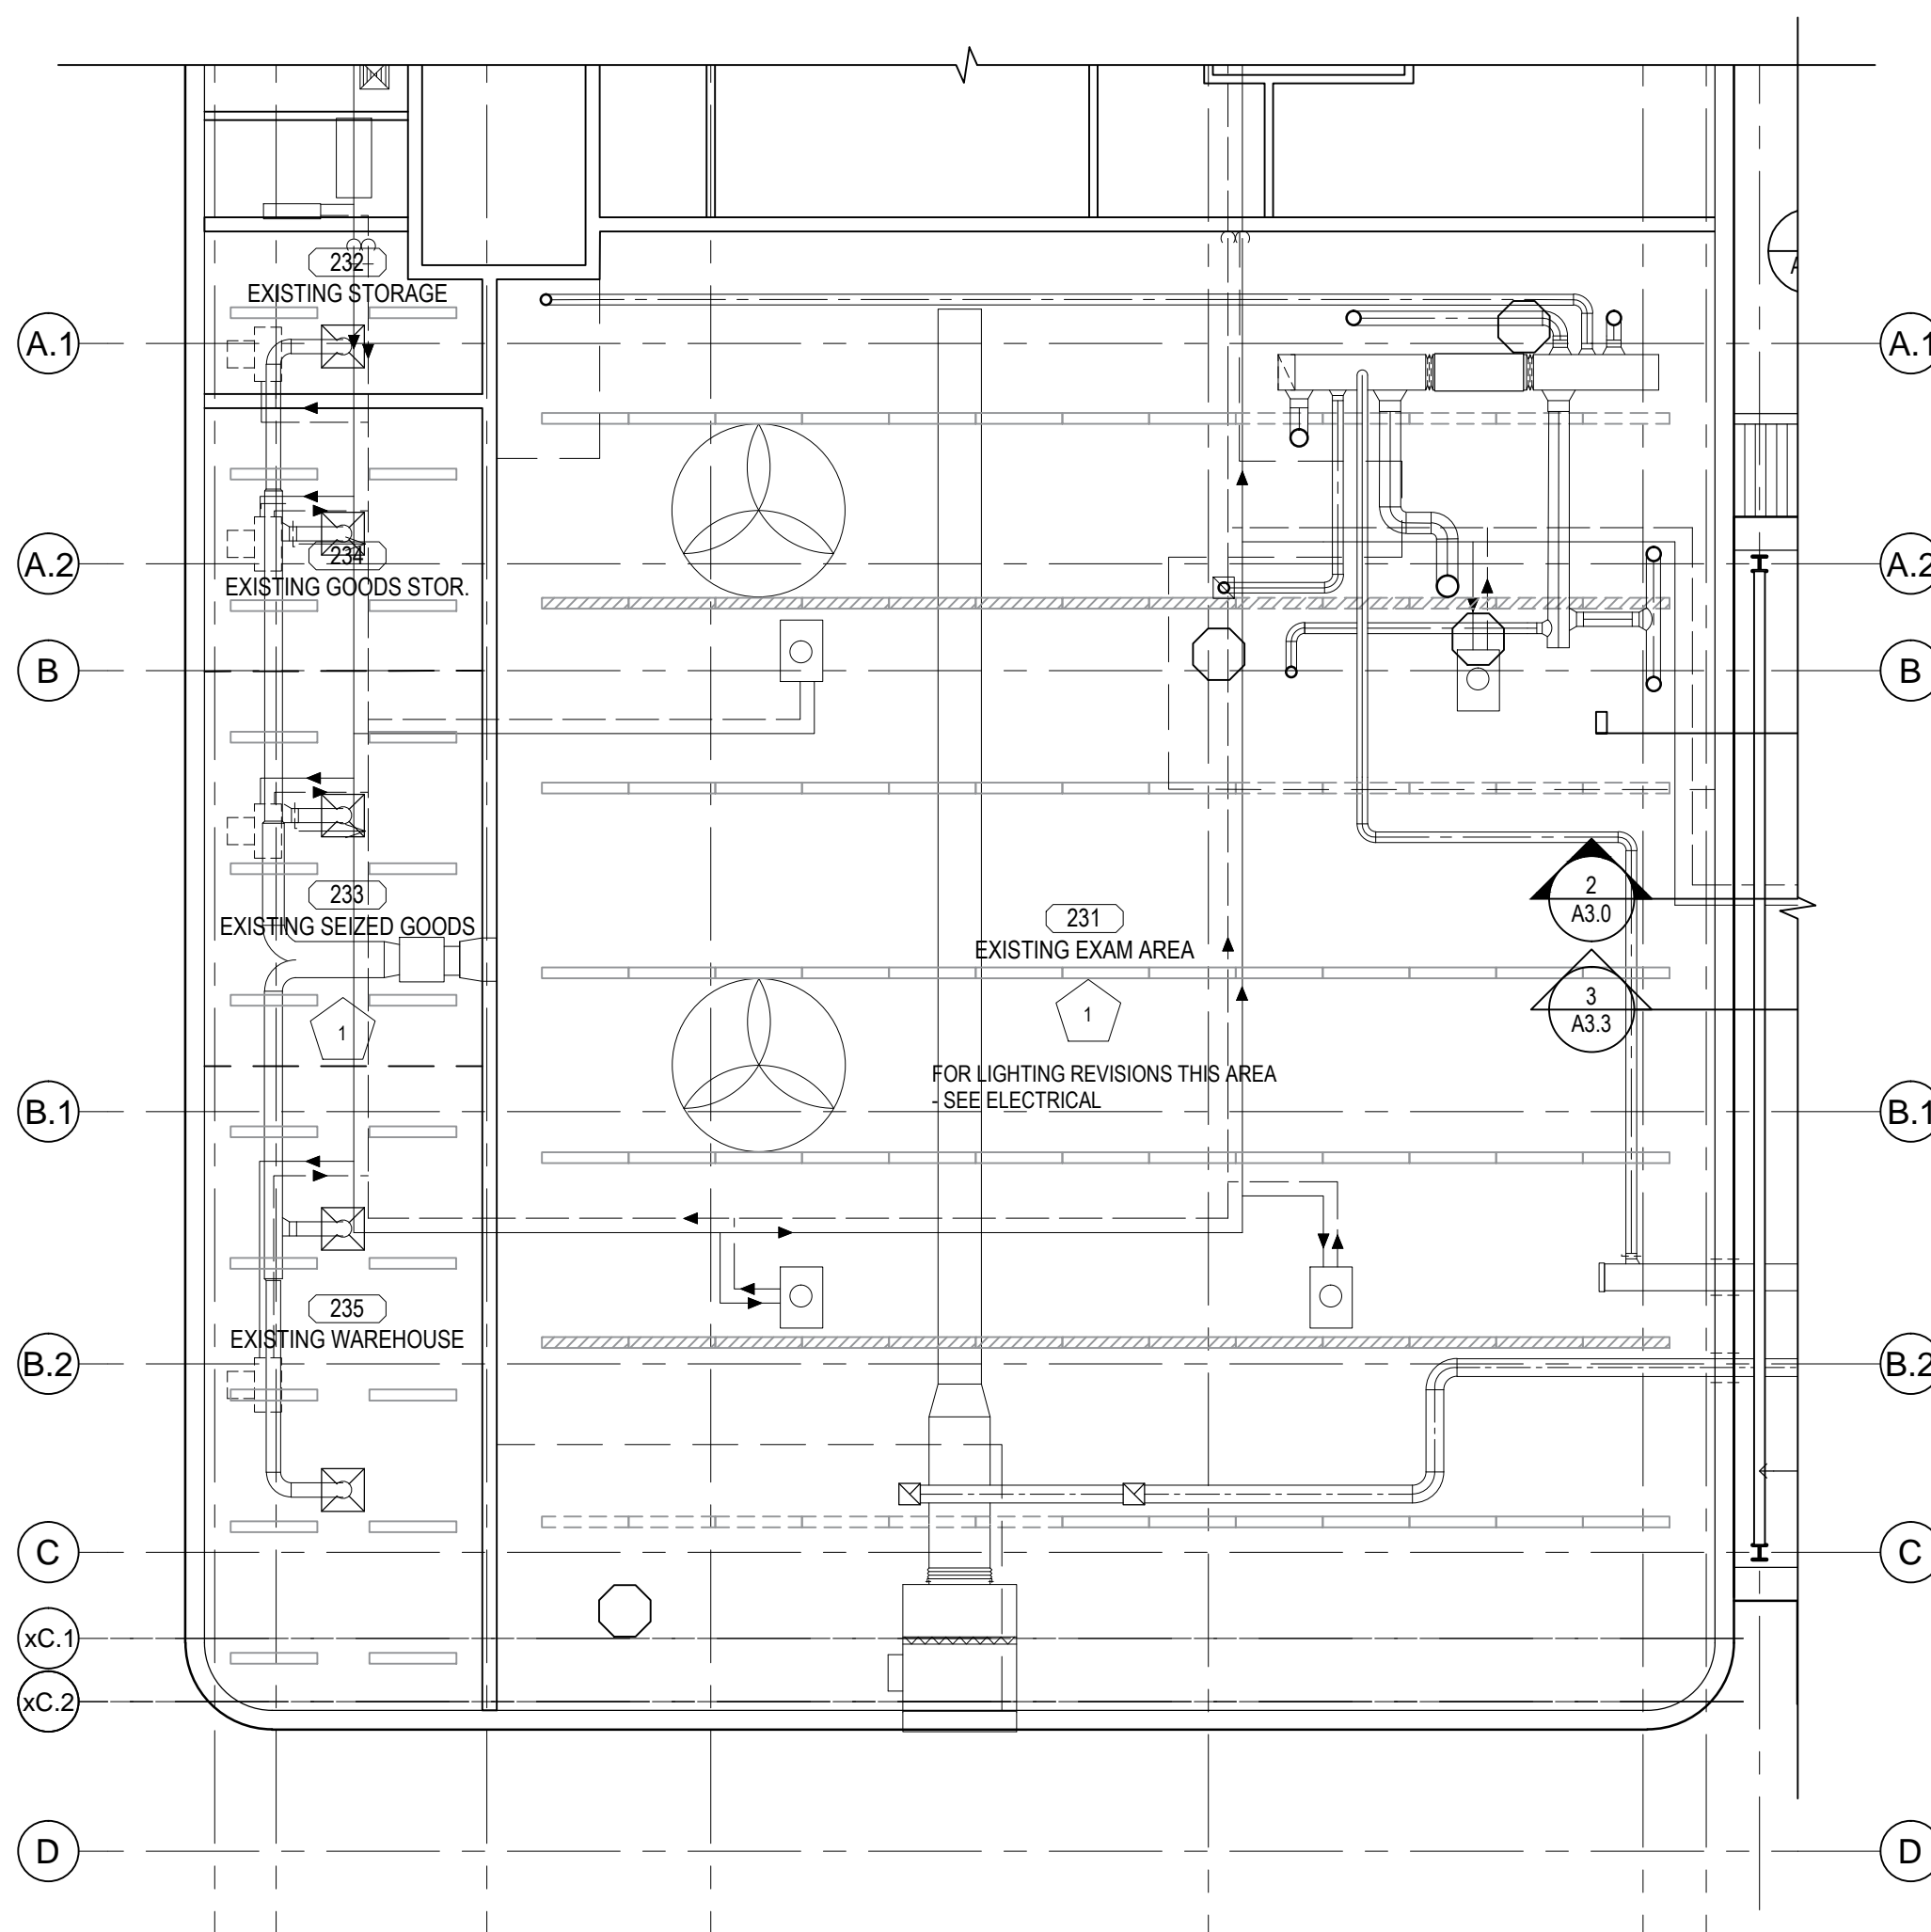 232
EXISTING STORAGE
A.1
A.1
234
A.2
A.2
EXISTING GOODS STOR.
B
B
233
EXISTING SEIZED GOODS
231
EXISTING EXAM AREA
2
A3.0
1
1
3
A3.3
FOR LIGHTING REVISIONS THIS AREA
- SEE ELECTRICAL
B.1
B.1
235
EXISTING WAREHOUSE
B.2
B.2
C
C
xC.1
xC.2
D
D